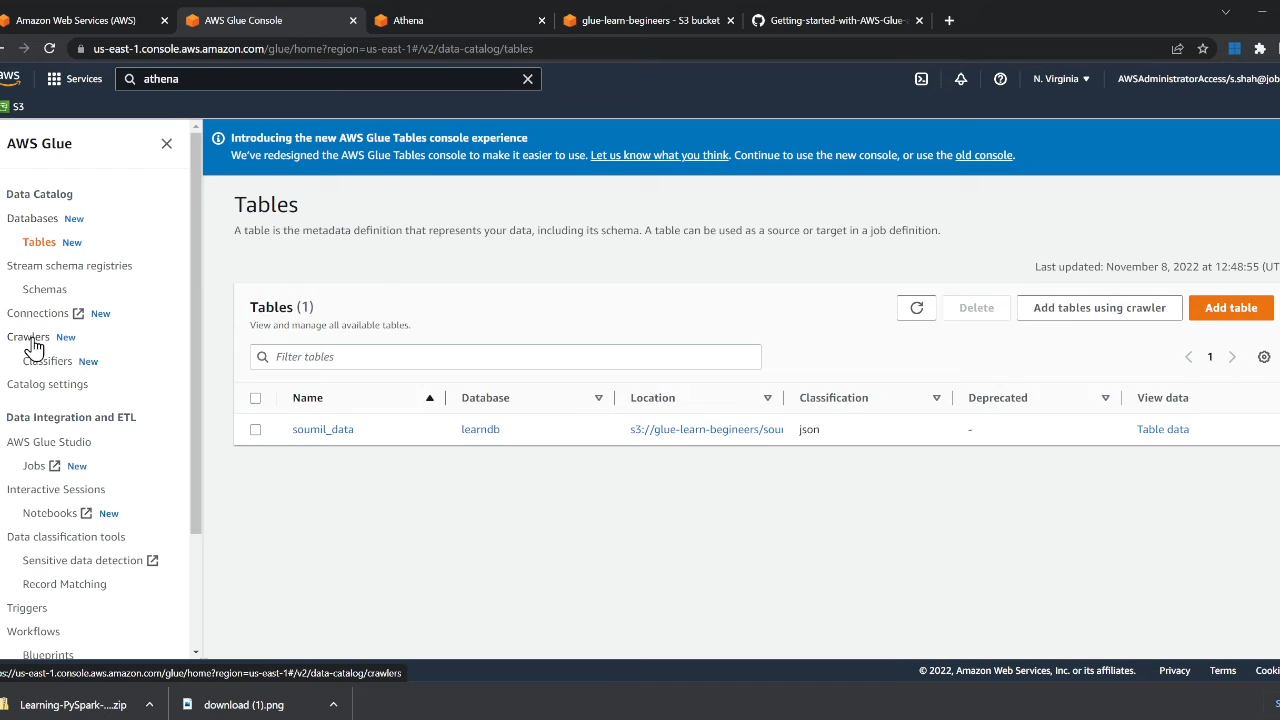 Amazon Web Services (AWS)
AWS Glue Console
Athena
glue-learn-begineers - S3 bucket
Getting-started-with-AWS-Glue-
us-east-1.console.aws.amazon.com/glue/home?region=us-east-1#/v2/data-catalog/tables
aws
Services
athena
N. Virginia
AWSAdministratorAccess/s.shah@job
S3
AWS Glue
Data Catalog
Databases New
Tables New
Stream schema registries
Schemas
Connections New
Crawlers New
Classifiers New
Catalog settings
Data Integration and ETL
AWS Glue Studio
Jobs New
Interactive Sessions
Notebooks New
Data classification tools
Sensitive data detection
Record Matching
Triggers
Workflows
Blueprints
Introducing the new AWS Glue Tables console experience
We've redesigned the AWS Glue Tables console to make it easier to use. Let us know what you think. Continue to use the new console, or use the old console.
Tables
A table is the metadata definition that represents your data, including its schema. A table can be used as a source or target in a job definition.
Last updated: November 8, 2022 at 12:48:55 (UT
Tables (1)
View and manage all available tables.
Delete
Add tables using crawler
Add table
Filter tables
1
Name Database Location Classification Deprecated View data
soumil_data learndb s3://glue-learn-begineers/sour json - Table data
ps://us-east-1.console.aws.amazon.com/glue/home?region=us-east-1#/v2/data-catalog/crawlers
© 2022, Amazon Web Services, Inc. or its affiliates. Privacy Terms Cooki
Learning-PySpark-....zip
download (1).png